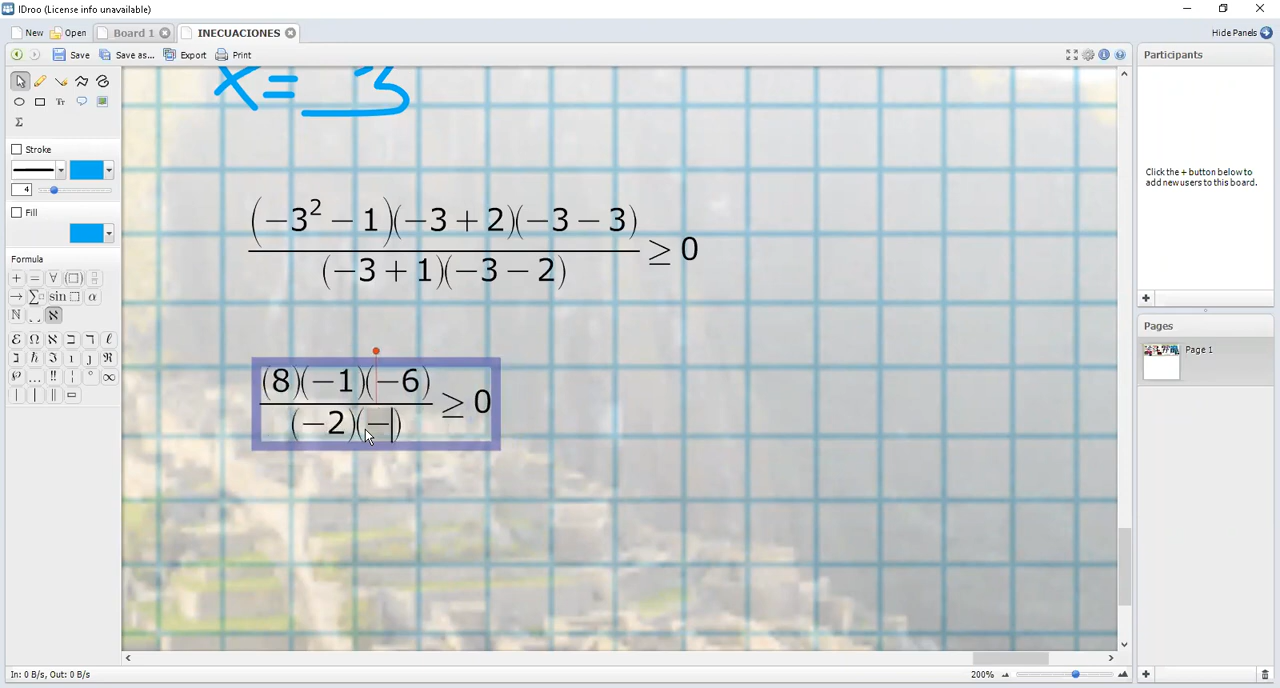 IDroo (License info unavailable)
New Open Board 1 INECUACIONES Hide Panels
Save Save as... Export Print
Participants
Click the + button below to
add new users to this board.
Tr
Σ
Stroke
4
Fill
Formula
+ = ∀ (□)
→ Σ□ sin □ α
ℕ ℵ
ℰ Ω ℵ ℶ ℸ ℓ
ℷ ℏ ℑ ı ȷ ℜ
℘ … !! ¦ ° ∞
x = 3
(−3² − 1)(−3 + 2)(−3 − 3)
(−3 + 1)(−3 − 2)
≥ 0
(8)(−1)(−6)
(−2)(−)
≥ 0
Pages
Page 1
In: 0 B/s, Out: 0 B/s
200%